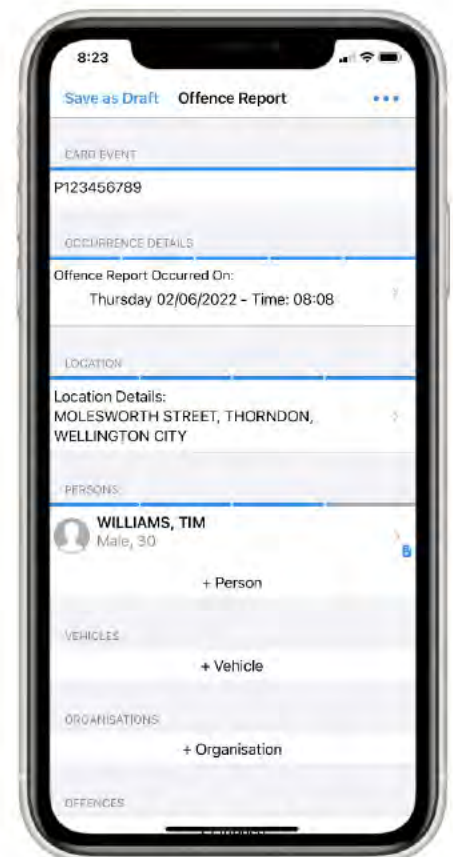 8:23
Save as Draft Offence Report
CARD EVENT
P123456789
OCCURRENCE DETAILS
Offence Report Occurred On:
Thursday 02/06/2022 - Time: 08:08
LOCATION
Location Details:
MOLESWORTH STREET, THORNDON,
WELLINGTON CITY
PERSONS
WILLIAMS, TIM
Male, 30
+ Person
VEHICLES
+ Vehicle
ORGANISATIONS
+ Organisation
OFFENCES